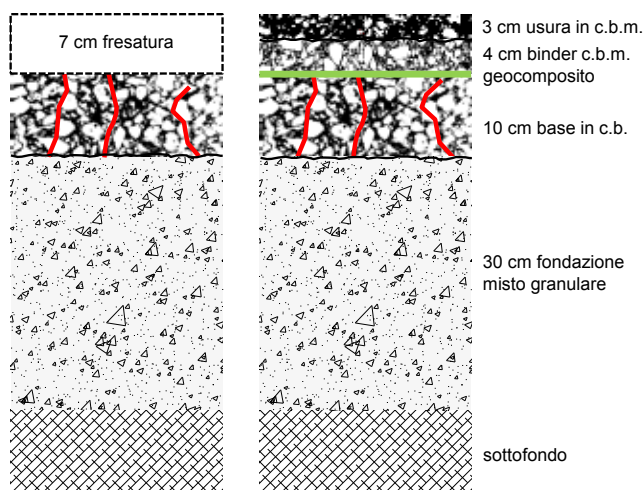 7 cm fresatura
3 cm usura in c.b.m.
4 cm binder c.b.m.
geocomposito
10 cm base in c.b.
30 cm fondazione
misto granulare
sottofondo